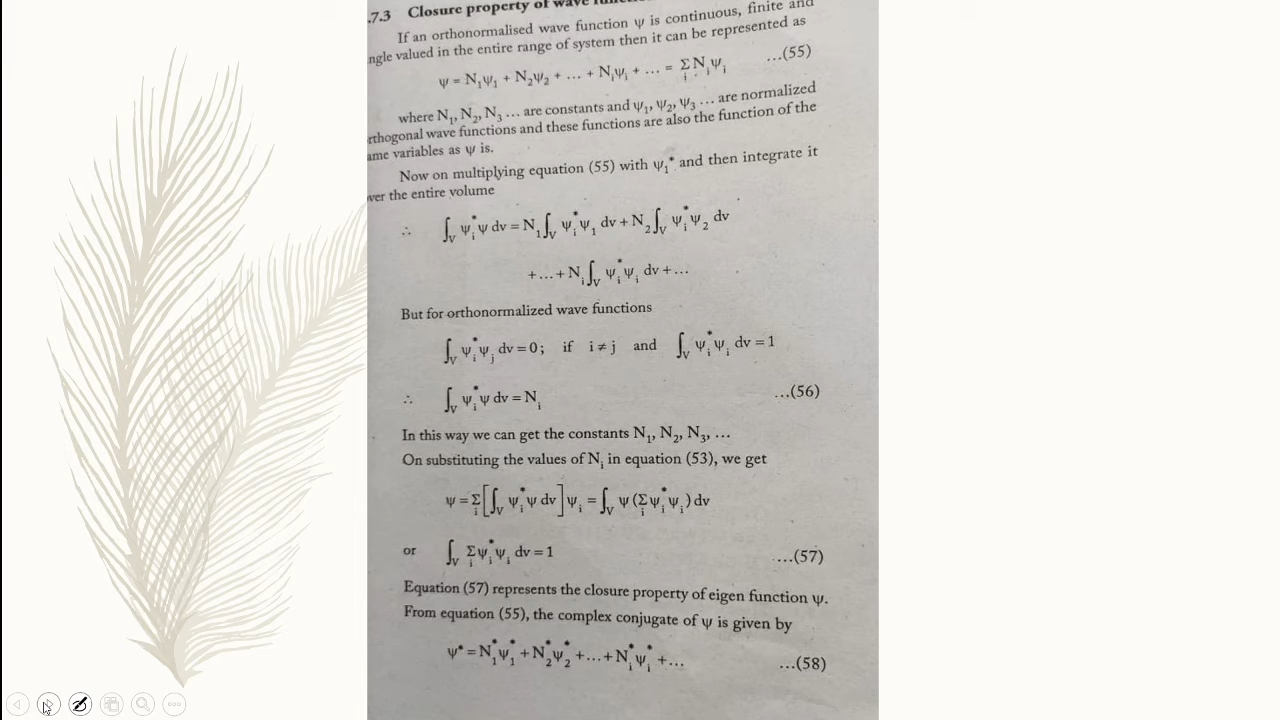 .7.3 Closure property of wave
If an orthonormalised wave function ψ is continuous, finite and
ngle valued in the entire range of system then it can be represented as
ψ = N₁ψ₁ + N₂ψ₂ + ... + Nᵢψᵢ + ... = Σᵢ Nᵢψᵢ ...(55)
where N₁, N₂, N₃ ... are constants and ψ₁, ψ₂, ψ₃ ... are normalized
rthogonal wave functions and these functions are also the function of the
ame variables as ψ is.
Now on multiplying equation (55) with ψ₁* and then integrate it
ver the entire volume
∴ ∫ᵥ ψᵢ*ψ dv = N₁∫ᵥ ψᵢ*ψ₁ dv + N₂∫ᵥ ψᵢ*ψ₂ dv
+ ... + Nᵢ∫ᵥ ψᵢ*ψᵢ dv + ...
But for orthonormalized wave functions
∫ᵥ ψᵢ*ψⱼ dv = 0; if i ≠ j and ∫ᵥ ψᵢ*ψᵢ dv = 1
∴ ∫ᵥ ψᵢ*ψ dv = Nᵢ ...(56)
In this way we can get the constants N₁, N₂, N₃, ...
On substituting the values of Nᵢ in equation (53), we get
ψ = Σᵢ[∫ᵥ ψᵢ*ψ dv]ψᵢ = ∫ᵥ ψ(Σᵢψᵢ*ψᵢ) dv
or ∫ᵥ Σᵢψᵢ*ψᵢ dv = 1 ....(57)
Equation (57) represents the closure property of eigen function ψ.
From equation (55), the complex conjugate of ψ is given by
ψ* = N₁*ψ₁* + N₂*ψ₂* + ... + Nᵢ*ψᵢ* + ... ...(58)